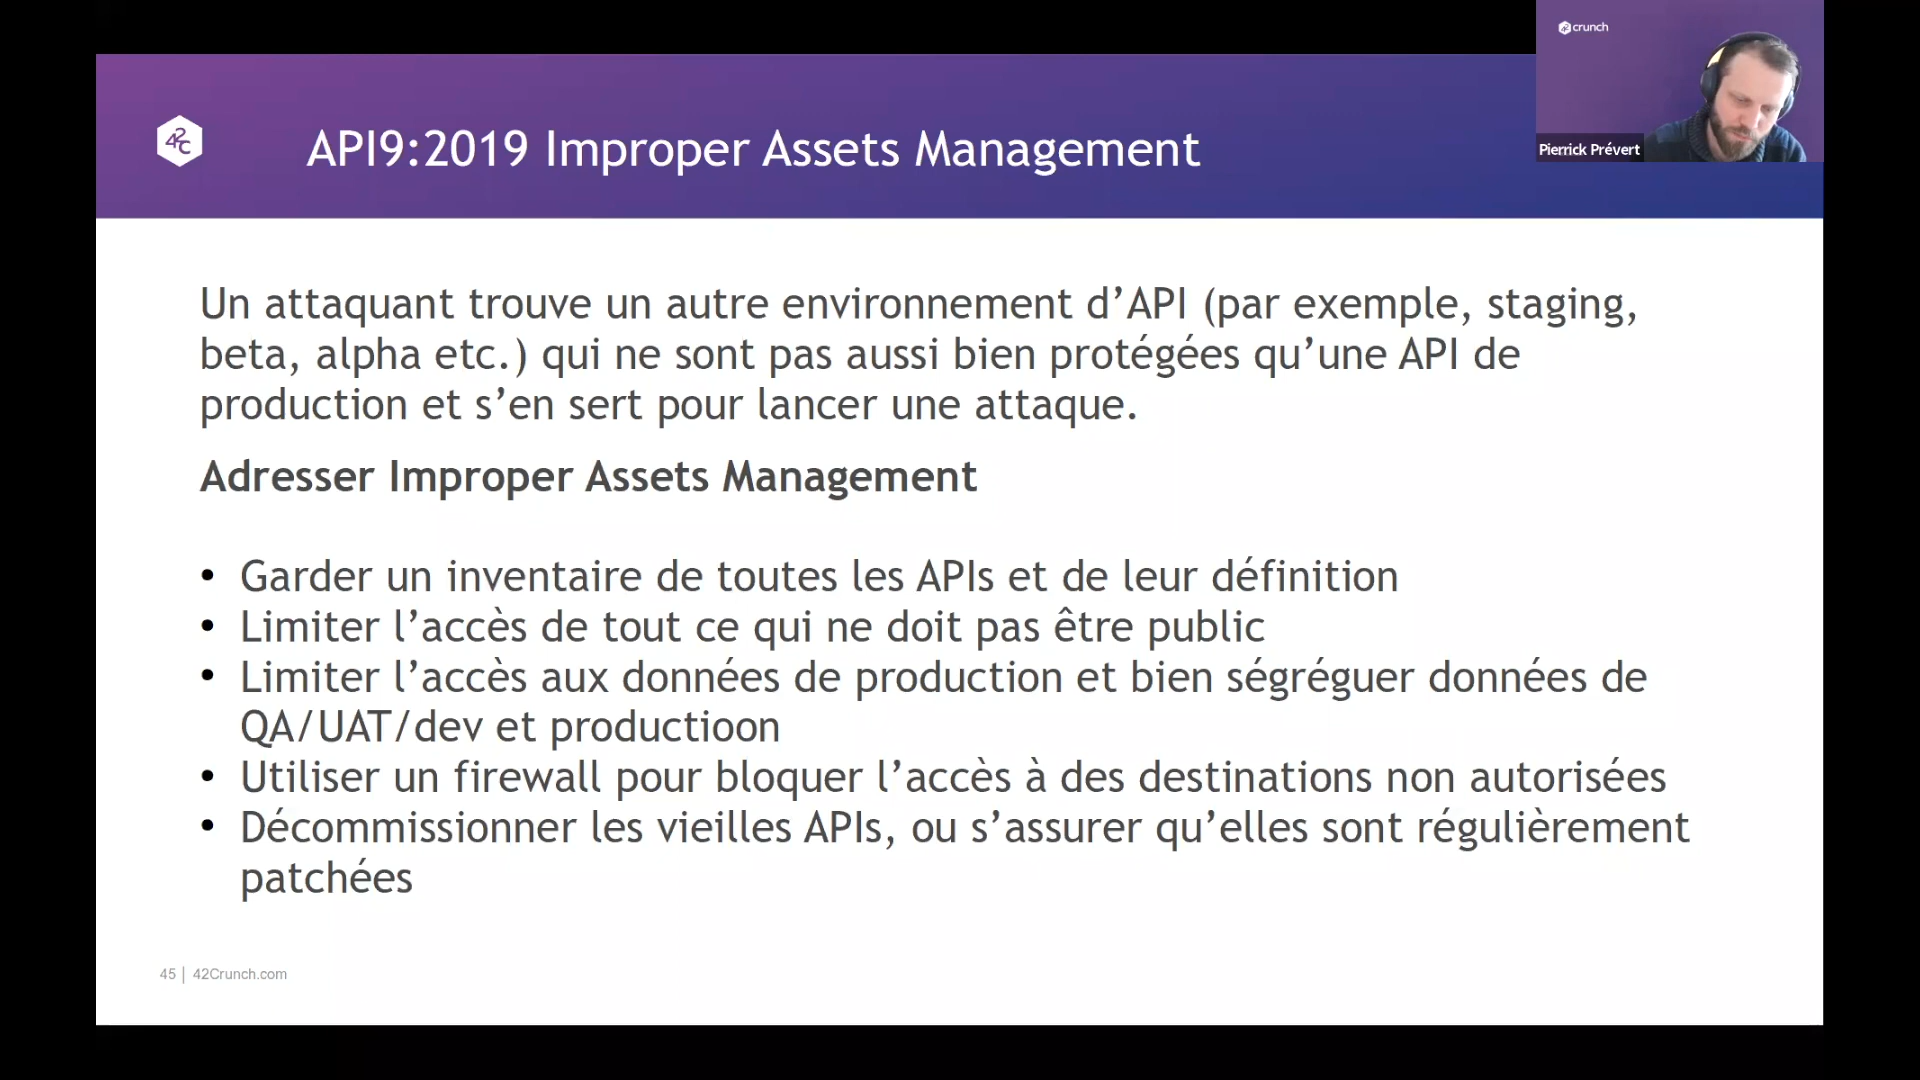 crunch
Pierrick Prévert
42C
API9:2019 Improper Assets Management
Un attaquant trouve un autre environnement d’API (par exemple, staging,
beta, alpha etc.) qui ne sont pas aussi bien protégées qu’une API de
production et s’en sert pour lancer une attaque.
Adresser Improper Assets Management
• Garder un inventaire de toutes les APIs et de leur définition
• Limiter l’accès de tout ce qui ne doit pas être public
• Limiter l’accès aux données de production et bien ségréguer données de
QA/UAT/dev et productioon
• Utiliser un firewall pour bloquer l’accès à des destinations non autorisées
• Décommissionner les vieilles APIs, ou s’assurer qu’elles sont régulièrement
patchées
45 | 42Crunch.com